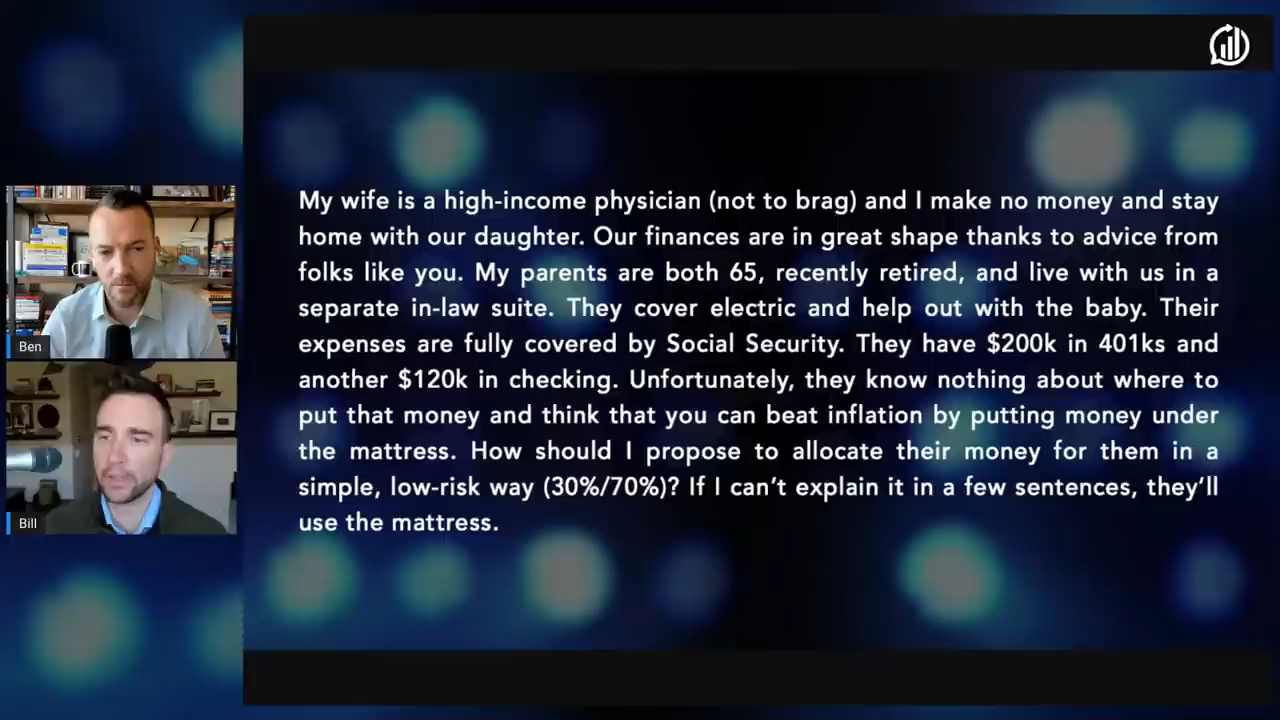 My wife is a high-income physician (not to brag) and I make no money and stay
home with our daughter. Our finances are in great shape thanks to advice from
folks like you. My parents are both 65, recently retired, and live with us in a
separate in-law suite. They cover electric and help out with the baby. Their
expenses are fully covered by Social Security. They have $200k in 401ks and
another $120k in checking. Unfortunately, they know nothing about where to
put that money and think that you can beat inflation by putting money under
the mattress. How should I propose to allocate their money for them in a
simple, low-risk way (30%/70%)? If I can’t explain it in a few sentences, they’ll
use the mattress.
Ben
Bill